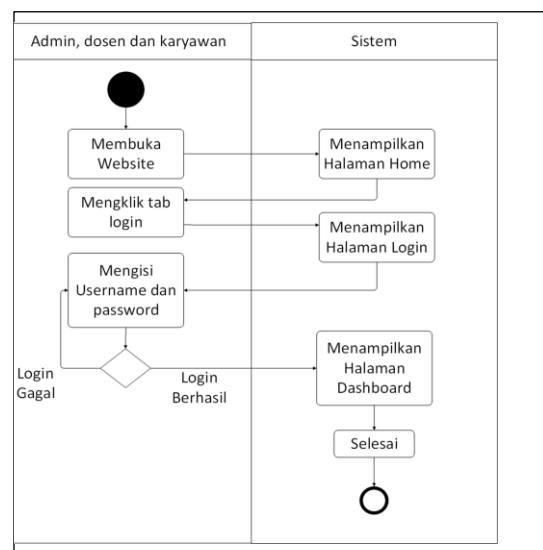 Admin, dosen dan karyawan
Sistem
Membuka
Website
Menampilkan
Halaman Home
Mengklik tab
login
Menampilkan
Halaman Login
Mengisi
Username dan
password
Login
Gagal
Login
Berhasil
Menampilkan
Halaman
Dashboard
Selesai